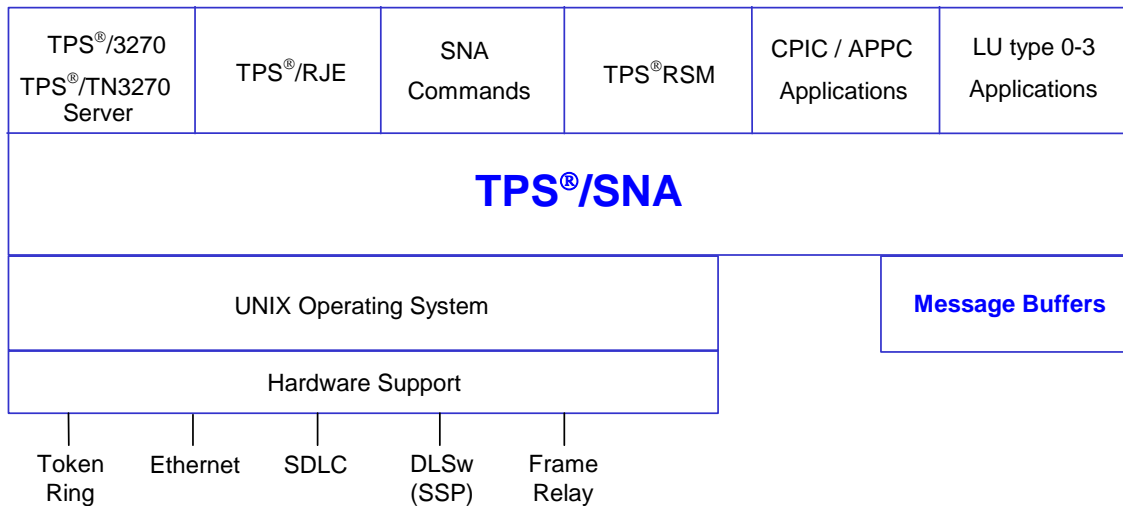 TPS®/3270
TPS®/TN3270
Server
TPS®/RJE
SNA
Commands
TPS®RSM
CPIC / APPC
Applications
LU type 0-3
Applications
TPS®/SNA
UNIX Operating System
Message Buffers
Hardware Support
Token
Ring
Ethernet
SDLC
DLSw
(SSP)
Frame
Relay